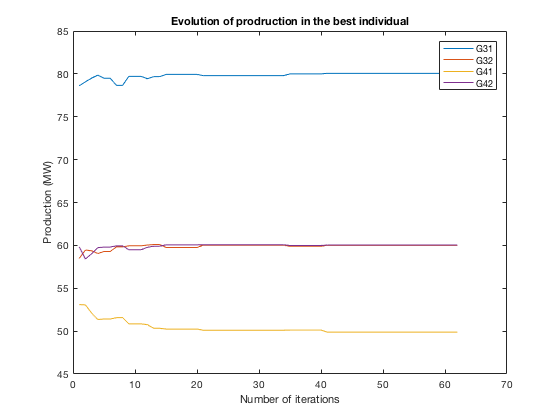 Evolution of prodruction in the best individual
85
80
75
70
65
60
55
50
45
Production (MW)
G31
G32
G41
G42
0 10 20 30 40 50 60 70
Number of iterations